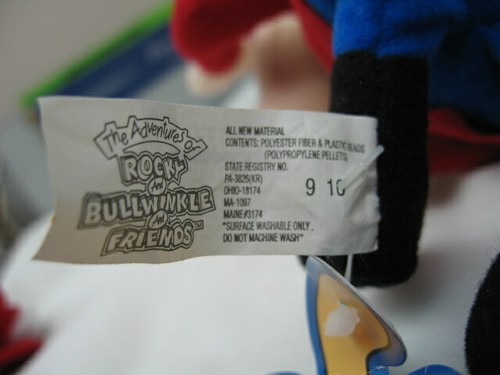 The Adventures of
ROCKY
AND
BULLWINKLE
AND
FRIENDS™
ALL NEW MATERIAL
CONTENTS: POLYESTER FIBER & PLASTIC BEADS
(POLYPROPYLENE PELLETS)
STATE REGISTRY NO.
PA-3826(KR)
OHIO-18174
MA-1097
MAINE#3174
"SURFACE WASHABLE ONLY,
DO NOT MACHINE WASH"
9 10